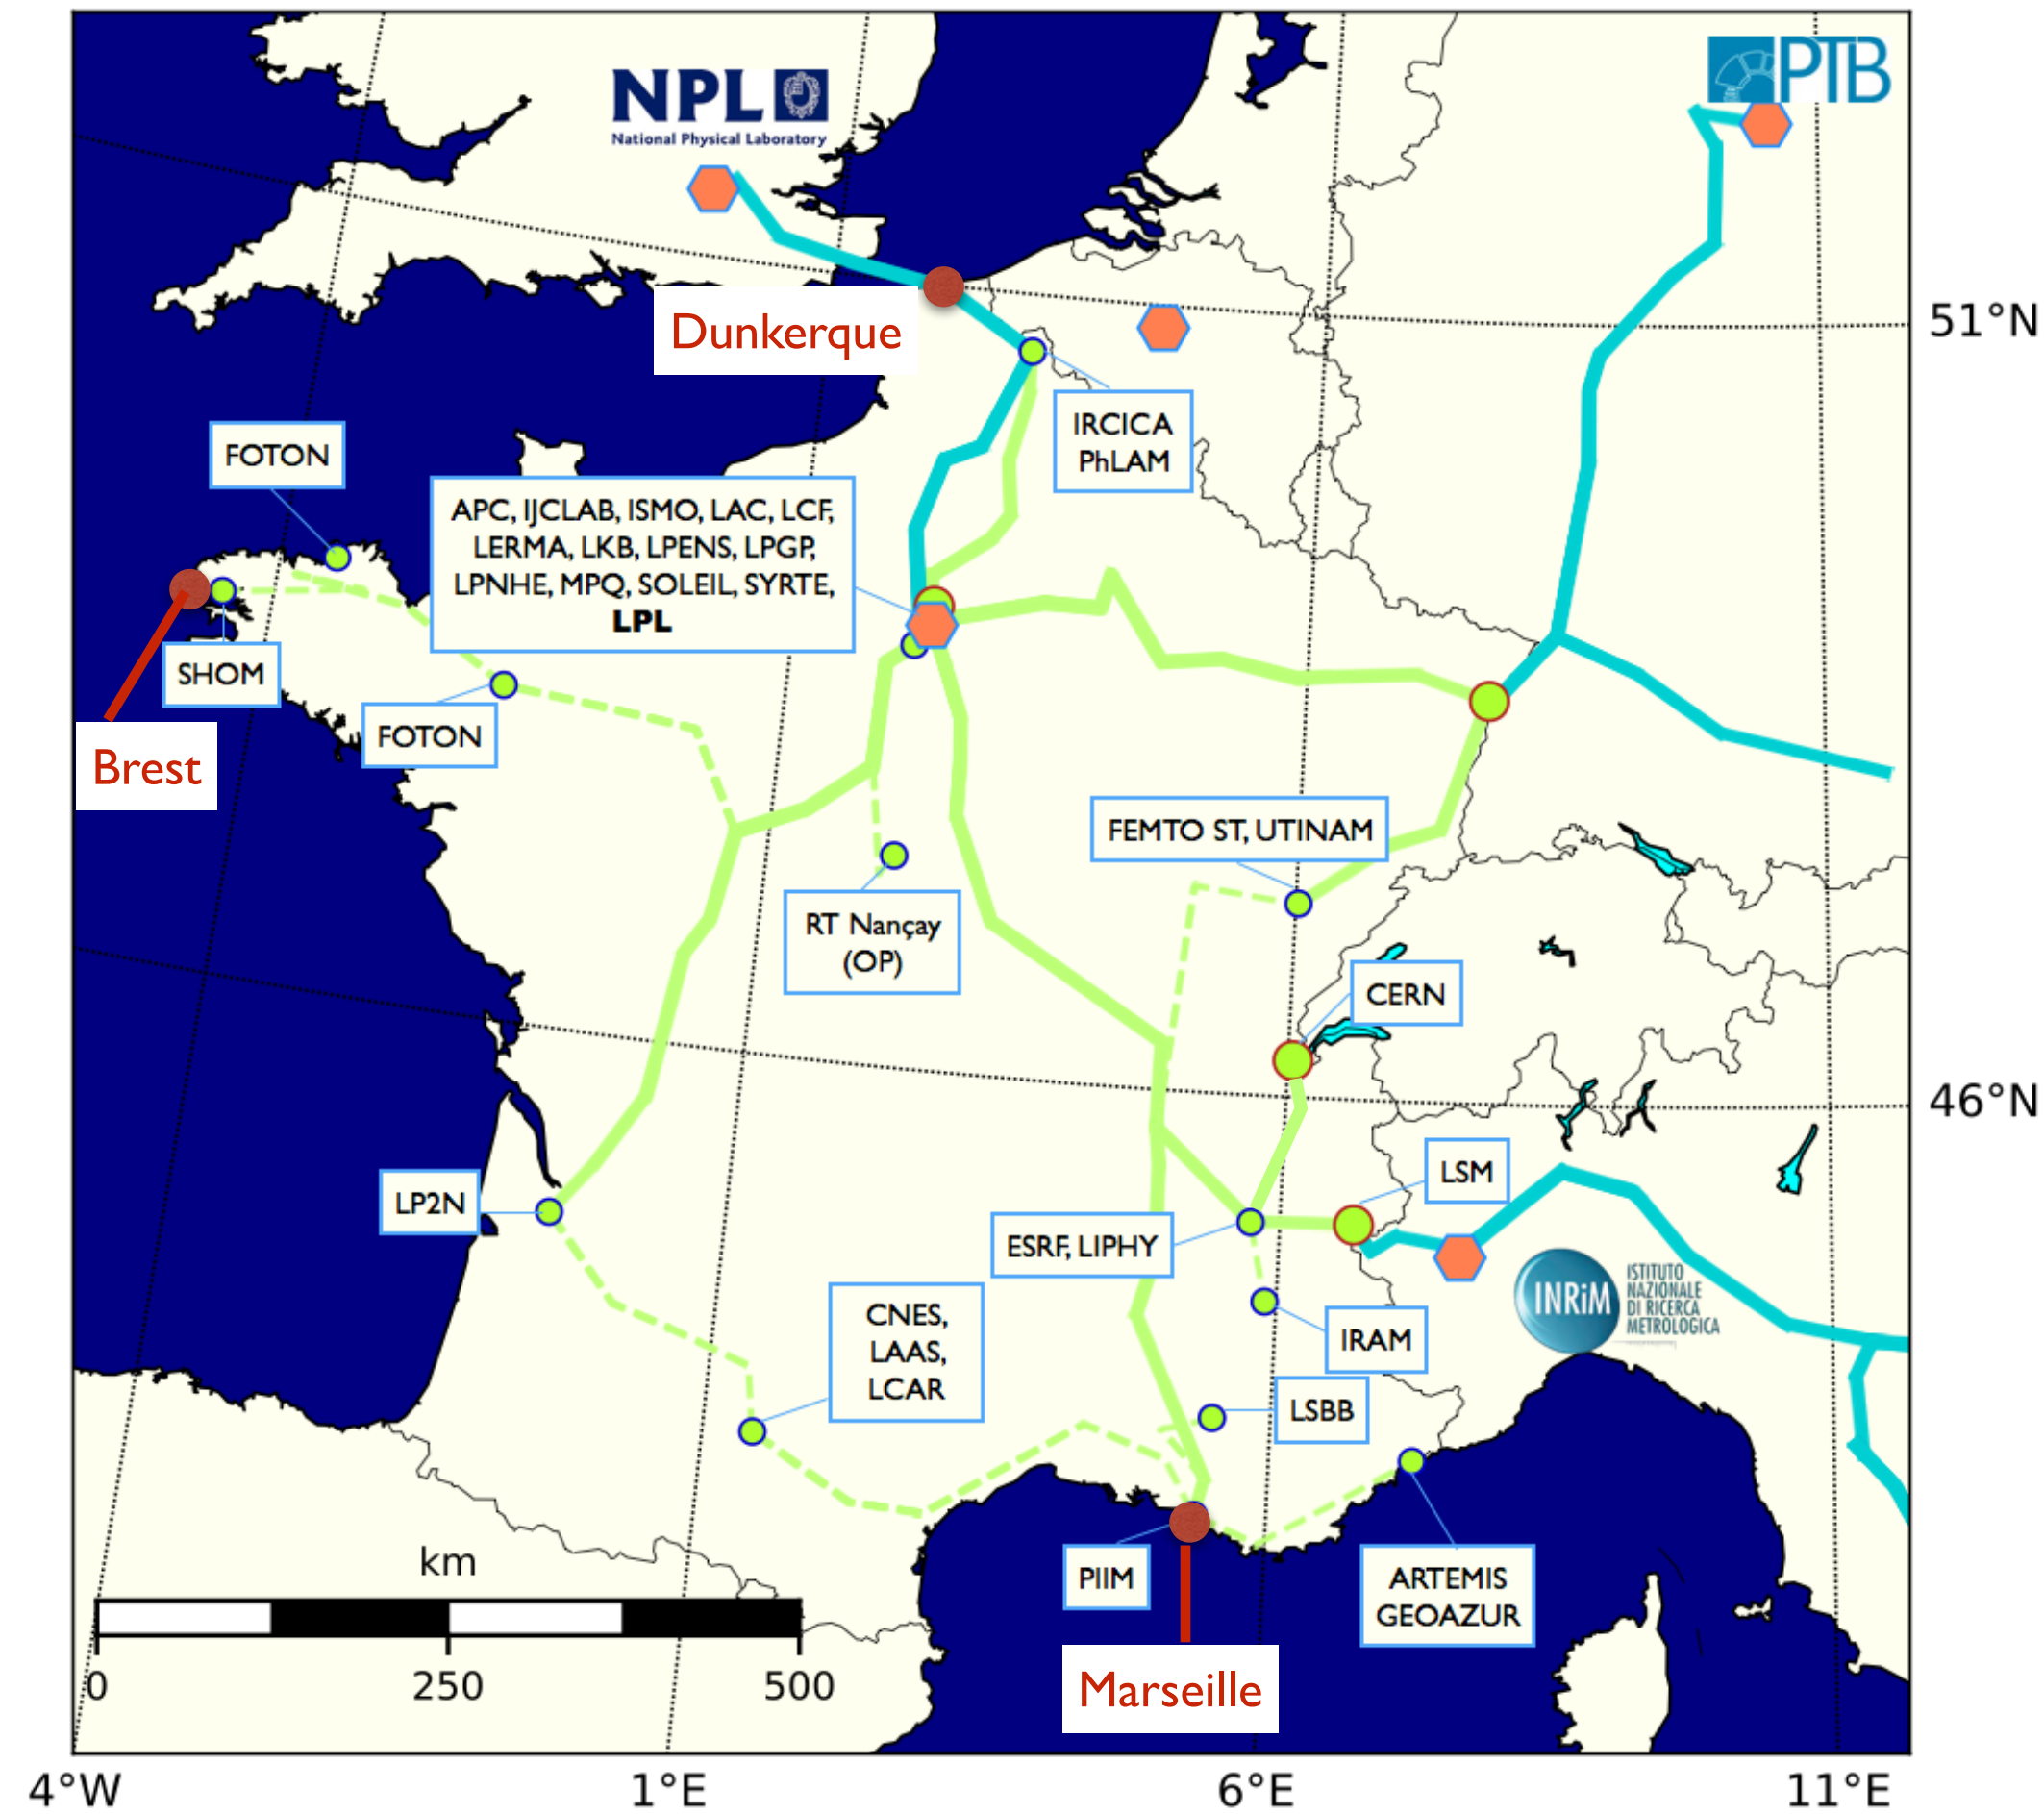 NPL
National Physical Laboratory
PTB
51°N
Dunkerque
IRCICA
PhLAM
FOTON
APC, IJCLAB, ISMO, LAC, LCF,
LERMA, LKB, LPENS, LPGP,
LPNHE, MPQ, SOLEIL, SYRTE,
LPL
SHOM
FOTON
Brest
FEMTO ST, UTINAM
RT Nançay
(OP)
CERN
46°N
LSM
LP2N
ESRF, LIPHY
INRiM
ISTITUTO
NAZIONALE
DI RICERCA
METROLOGICA
CNES,
LAAS,
LCAR
IRAM
LSBB
km
PIIM
ARTEMIS
GEOAZUR
0
250
500
Marseille
4°W
1°E
6°E
11°E